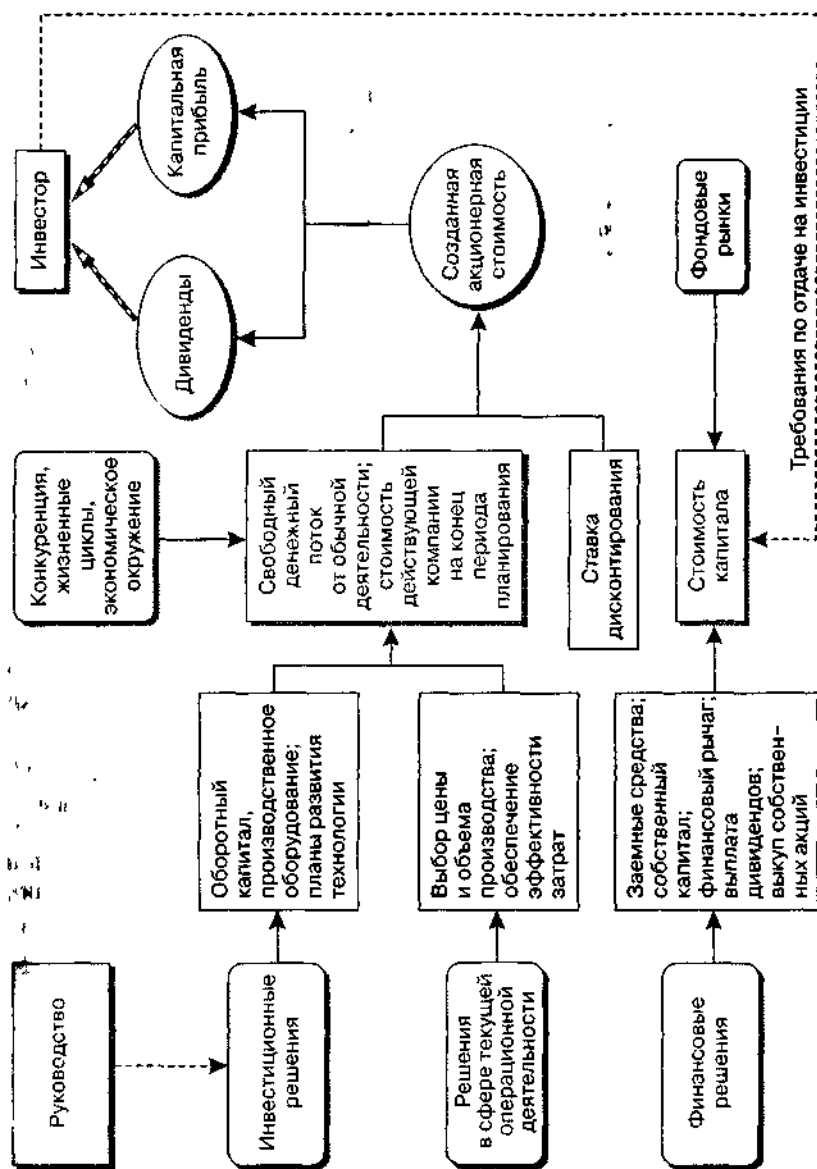 Руководство
Инвестиционные
решения
Решения
в сфере текущей
операционной
деятельности
Финансовые
решения
Оборотный
капитал,
производственное
оборудование;
планы развития
технологии
Выбор цены
и объема
производства;
обеспечение
эффективности
затрат
Заемные средства;
собственный
капитал;
финансовый рычаг;
выплата
дивидендов;
выкуп собствен-
ных акций
Конкуренция,
жизненные
циклы,
экономическое
окружение
Свободный
денежный
поток
от обычной
деятельности;
стоимость
действующей
компании
на конец
периода
планирования
Ставка
дисконтирования
Стоимость
капитала
Инвестор
Дивиденды
Капитальная
прибыль
Созданная
акционерная
стоимость
Фондовые
рынки
Требования по отдаче на инвестиции